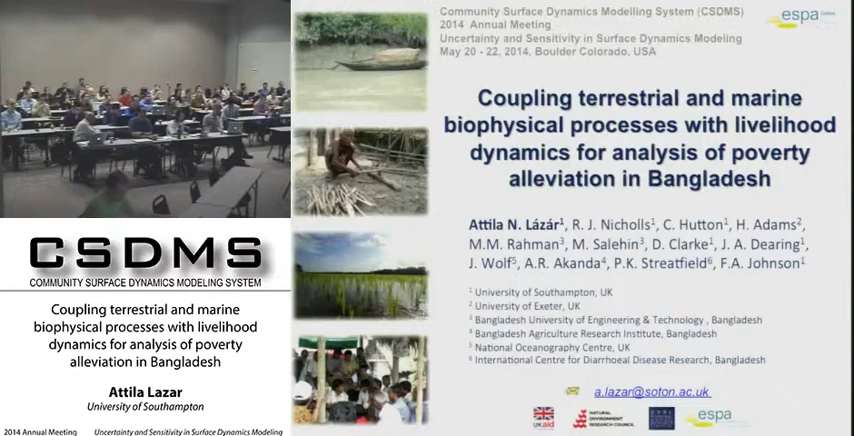 CSDMS
COMMUNITY SURFACE DYNAMICS MODELING SYSTEM
Coupling terrestrial and marine
biophysical processes with livelihood
dynamics for analysis of poverty
alleviation in Bangladesh
Attila Lazar
University of Southampton
2014 Annual Meeting Uncertainty and Sensitivity in Surface Dynamics Modeling
Community Surface Dynamics Modelling System (CSDMS)
2014 Annual Meeting
Uncertainty and Sensitivity in Surface Dynamics Modeling
May 20 - 22, 2014, Boulder Colorado, USA
espa
Coupling terrestrial and marine
biophysical processes with livelihood
dynamics for analysis of poverty
alleviation in Bangladesh
Attila N. Lázár¹, R. J. Nicholls¹, C. Hutton¹, H. Adams²,
M.M. Rahman³, M. Salehin³, D. Clarke¹, J. A. Dearing¹,
J. Wolf⁵, A.R. Akanda⁴, P.K. Streatfield⁶, F.A. Johnson¹
¹ University of Southampton, UK
² University of Exeter, UK
³ Bangladesh University of Engineering & Technology , Bangladesh
⁴ Bangladesh Agriculture Research Institute, Bangladesh
⁵ National Oceanography Centre, UK
⁶ International Centre for Diarrhoeal Disease Research, Bangladesh
a.lazar@soton.ac.uk
ukaid
NATURAL
ENVIRONMENT
RESEARCH COUNCIL
espa